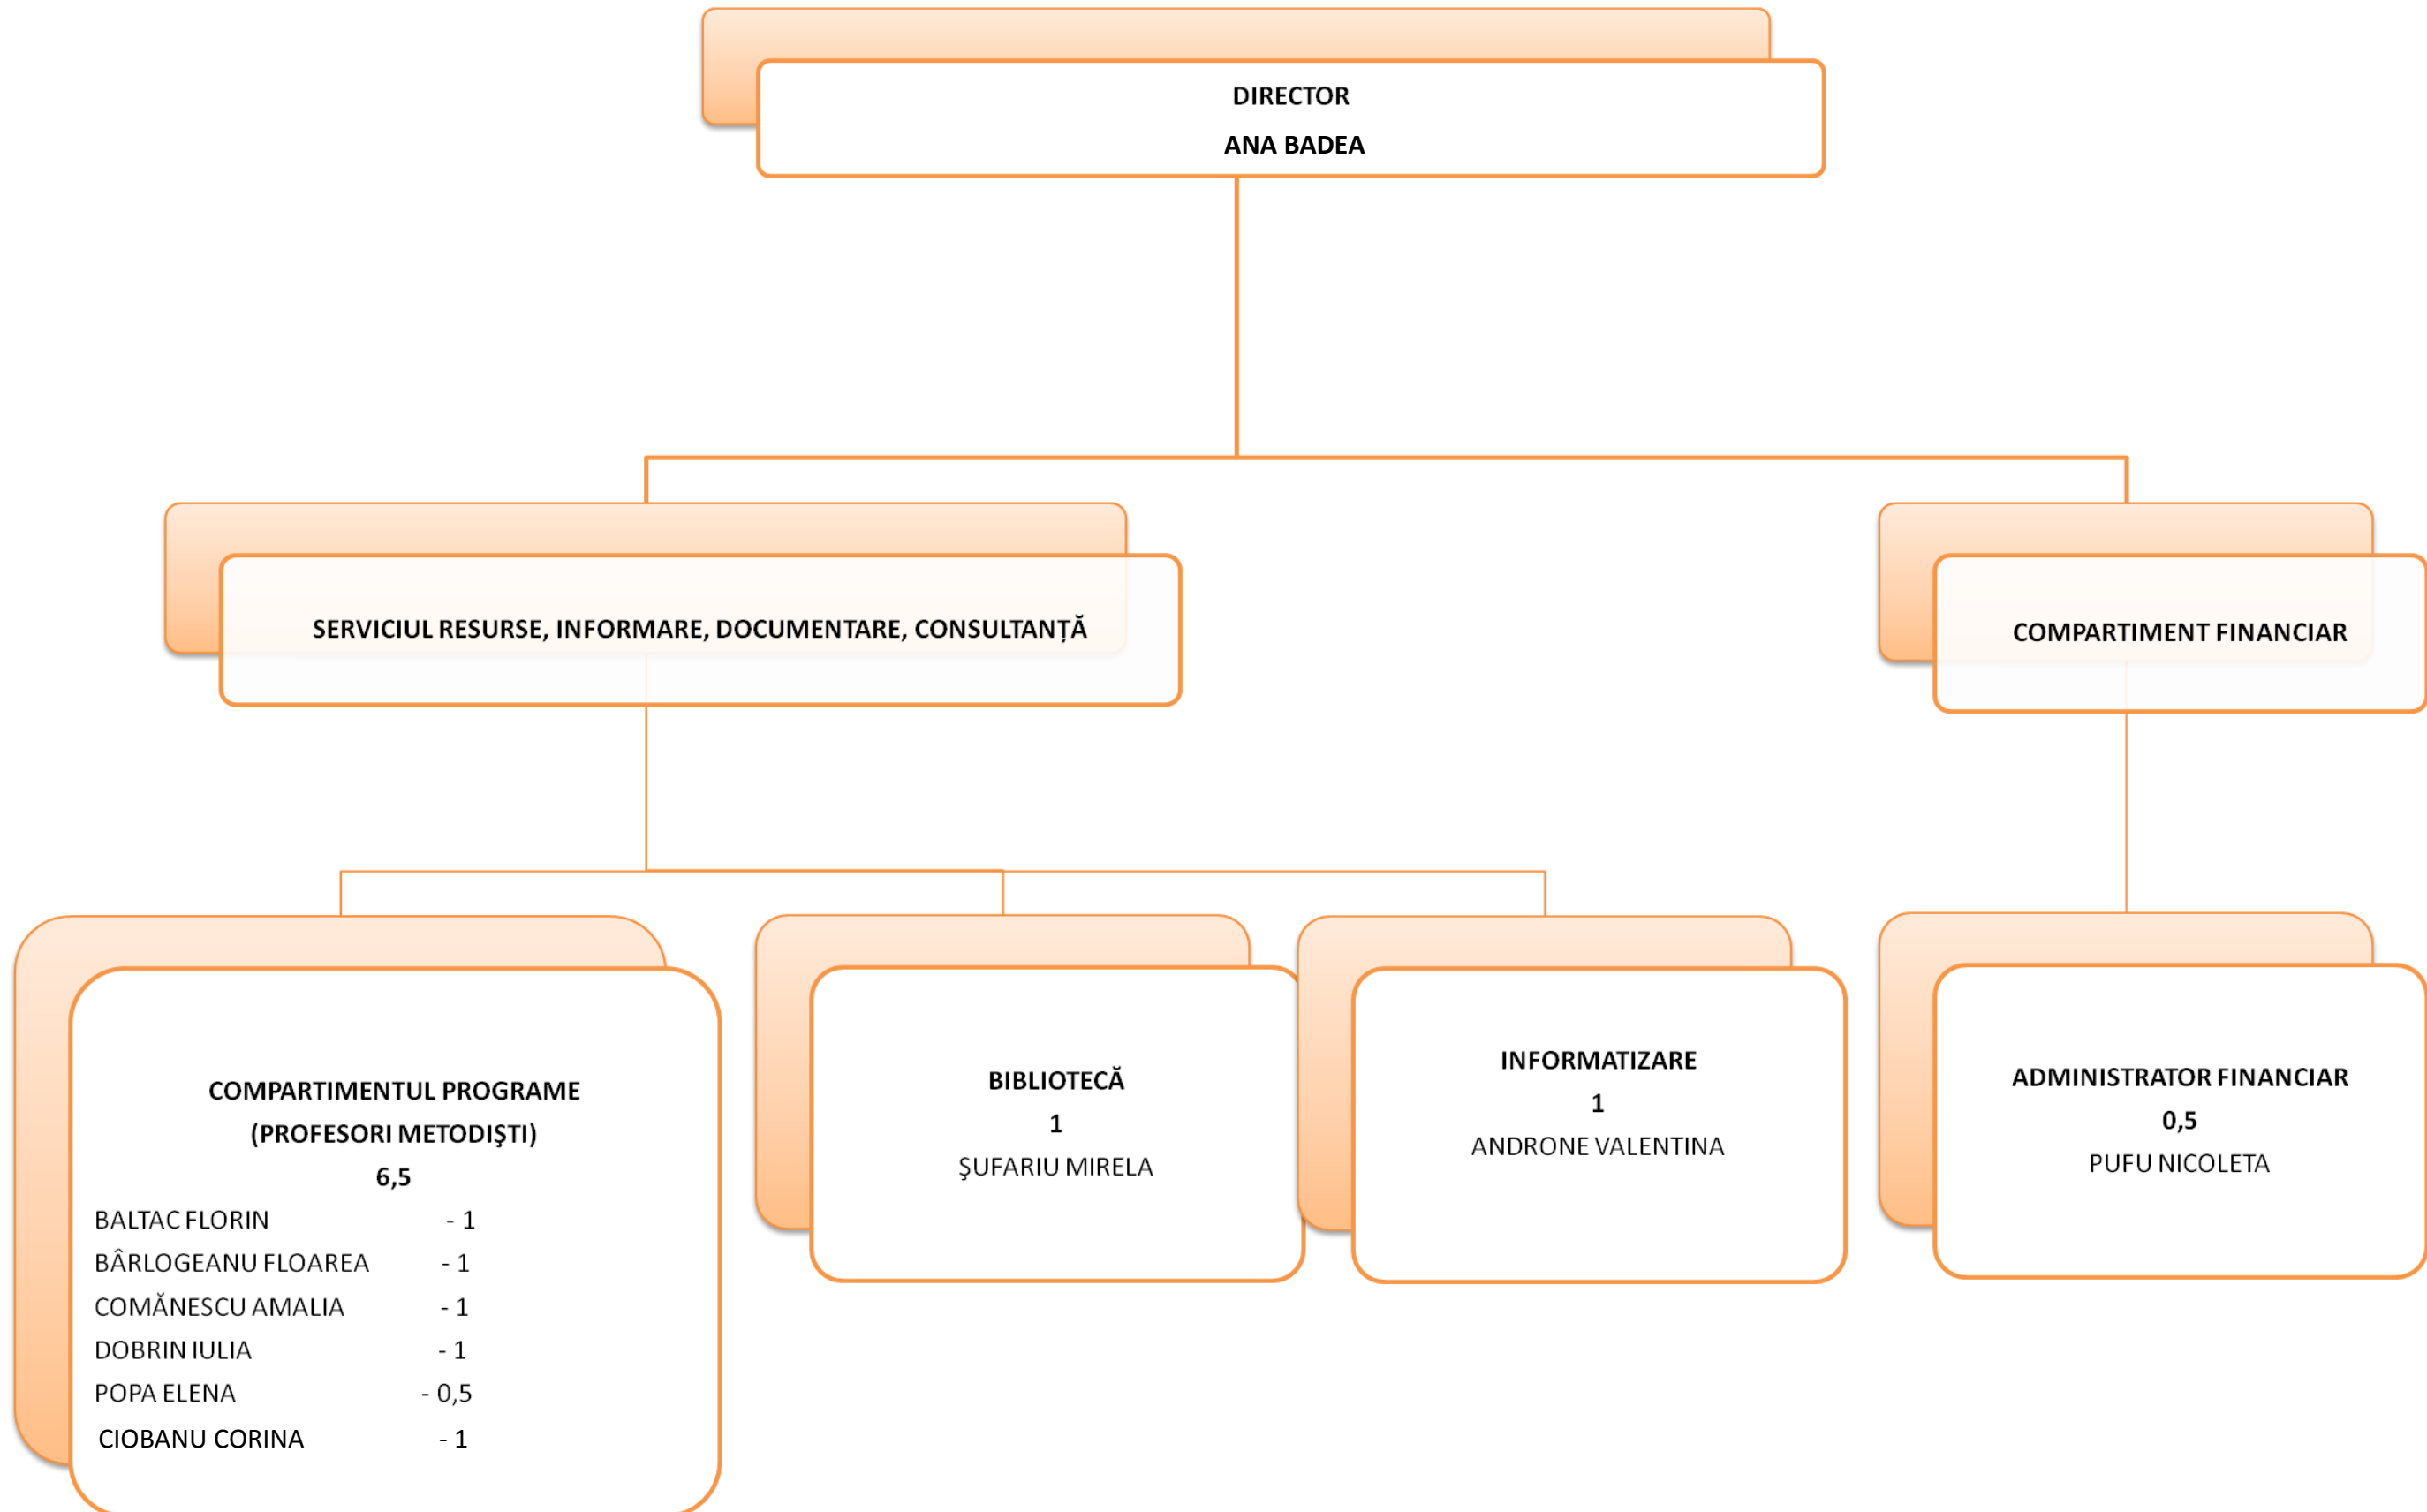 DIRECTOR
ANA BADEA
SERVICIUL RESURSE, INFORMARE, DOCUMENTARE, CONSULTANȚĂ
COMPARTIMENT FINANCIAR
COMPARTIMENTUL PROGRAME
(PROFESORI METODIŞTI)
6,5
BALTAC FLORIN - 1
BÂRLOGEANU FLOAREA - 1
COMĂNESCU AMALIA - 1
DOBRIN IULIA - 1
POPA ELENA - 0,5
CIOBANU CORINA - 1
BIBLIOTECĂ
1
ŞUFARIU MIRELA
INFORMATIZARE
1
ANDRONE VALENTINA
ADMINISTRATOR FINANCIAR
0,5
PUFU NICOLETA